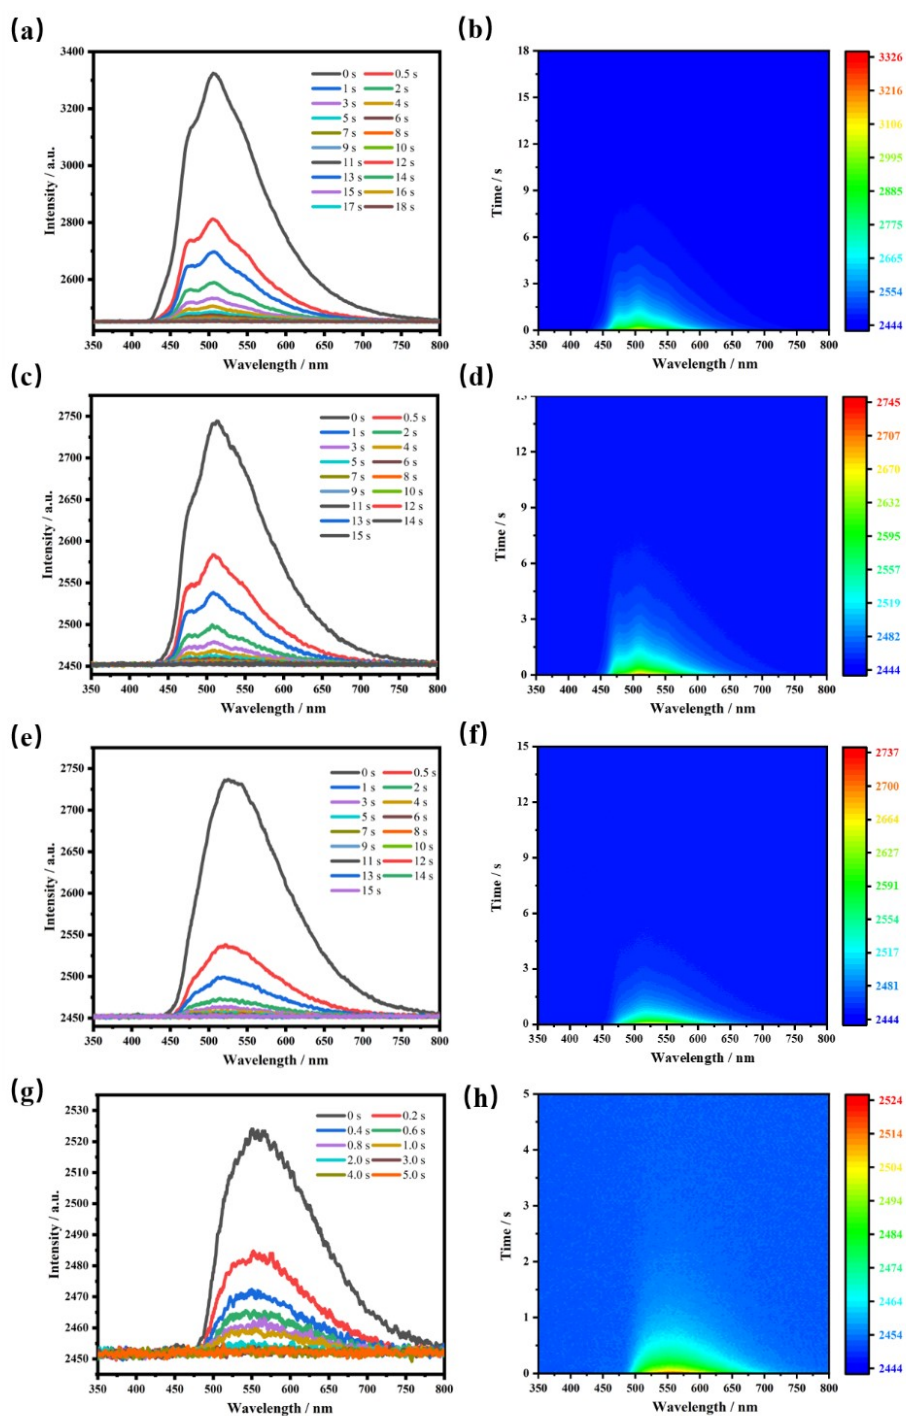 (a)
3400
3200
3000
2800
2600
350 400 450 500 550 600 650 700 750 800
Intensity / a.u.
Wavelength / nm
0 s 0.5 s
1 s 2 s
3 s 4 s
5 s 6 s
7 s 8 s
9 s 10 s
11 s 12 s
13 s 14 s
15 s 16 s
17 s 18 s
(b)
18
15
12
9
6
3
0
350 400 450 500 550 600 650 700 750 800
Time / s
Wavelength / nm
3326
3216
3106
2995
2885
2775
2665
2554
2444
(c)
2750
2700
2650
2600
2550
2500
2450
350 400 450 500 550 600 650 700 750 800
Intensity / a.u.
Wavelength / nm
0 s 0.5 s
1 s 2 s
3 s 4 s
5 s 6 s
7 s 8 s
9 s 10 s
11 s 12 s
13 s 14 s
15 s
(d)
15
12
9
6
3
0
350 400 450 500 550 600 650 700 750 800
Time / s
Wavelength / nm
2745
2707
2670
2632
2595
2557
2519
2482
2444
(e)
2750
2700
2650
2600
2550
2500
2450
350 400 450 500 550 600 650 700 750 800
Intensity / a.u.
Wavelength / nm
0 s 0.5 s
1 s 2 s
3 s 4 s
5 s 6 s
7 s 8 s
9 s 10 s
11 s 12 s
13 s 14 s
15 s
(f)
15
12
9
6
3
0
350 400 450 500 550 600 650 700 750 800
Time / s
Wavelength / nm
2737
2700
2664
2627
2591
2554
2517
2481
2444
(g)
2530
2520
2510
2500
2490
2480
2470
2460
2450
350 400 450 500 550 600 650 700 750 800
Intensity / a.u.
Wavelength / nm
0 s 0.2 s
0.4 s 0.6 s
0.8 s 1.0 s
2.0 s 3.0 s
4.0 s 5.0 s
(h)
5
4
3
2
1
0
350 400 450 500 550 600 650 700 750 800
Time / s
Wavelength / nm
2524
2514
2504
2494
2484
2474
2464
2454
2444